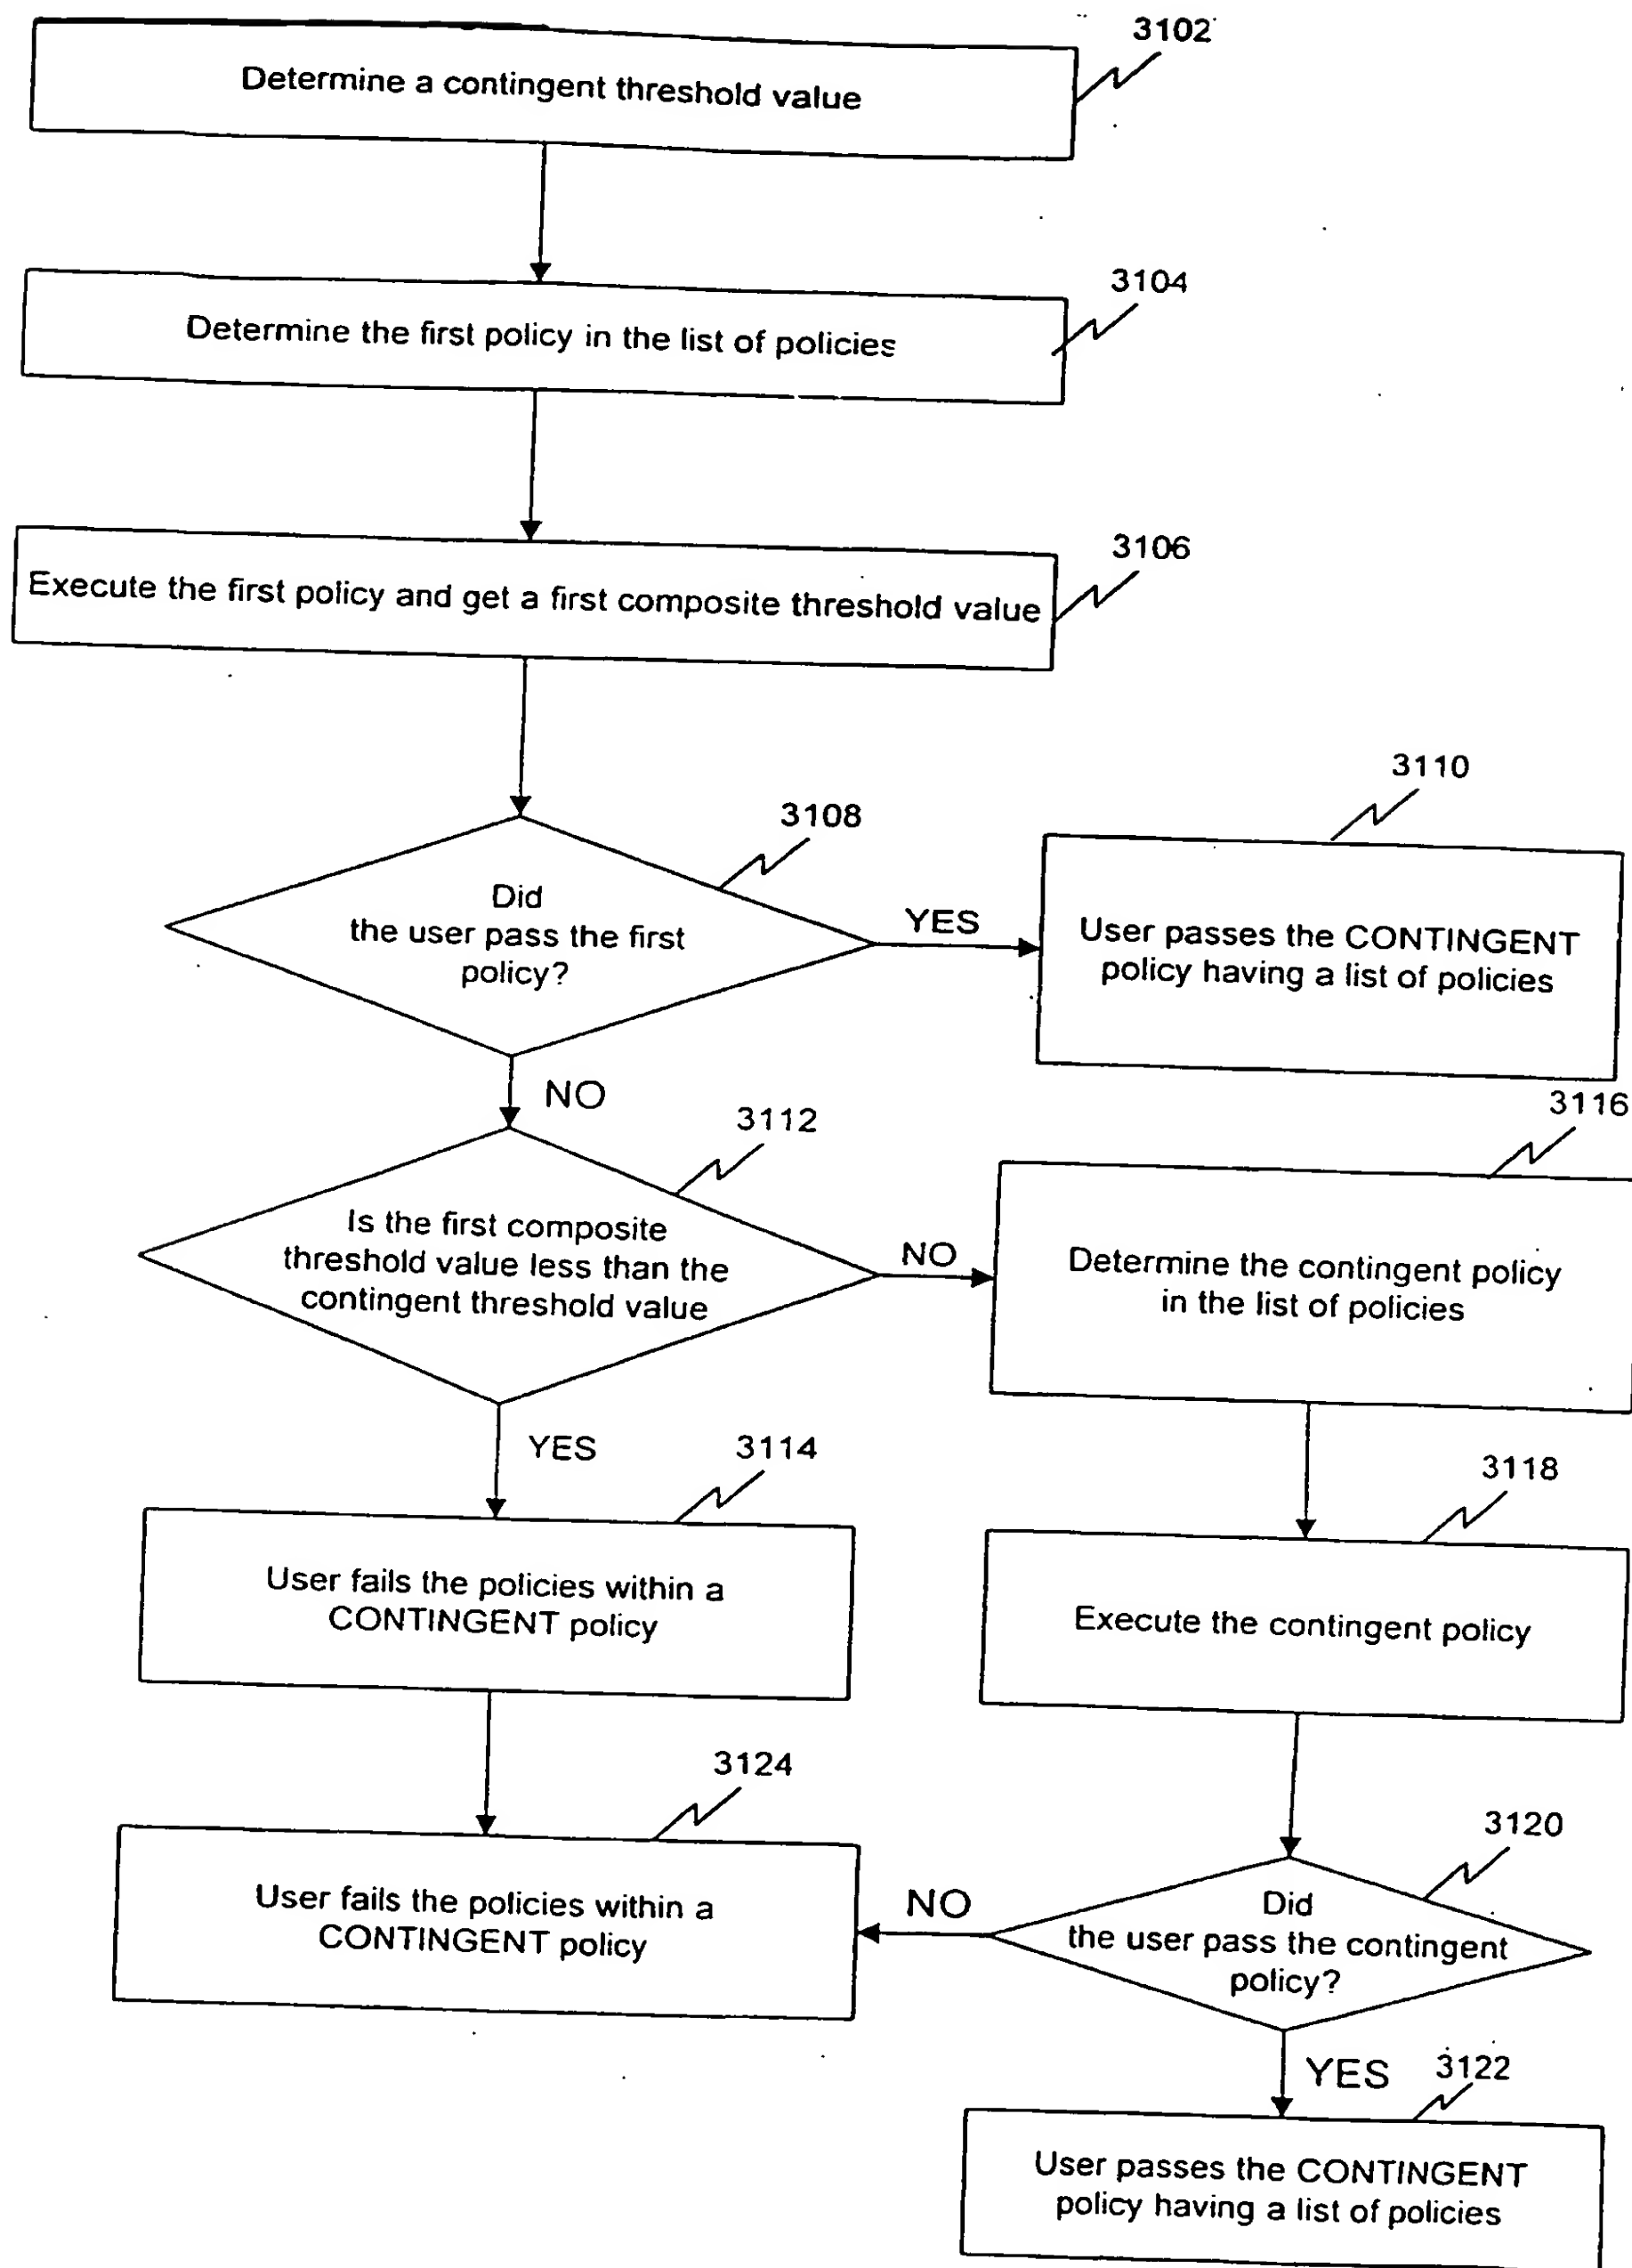 3102
Determine a contingent threshold value
3104
Determine the first policy in the list of policies
3106
Execute the first policy and get a first composite threshold value
3108
Did
the user pass the first
policy?
YES
3110
User passes the CONTINGENT
policy having a list of policies
NO
3112
Is the first composite
threshold value less than the
contingent threshold value
NO
3116
Determine the contingent policy
in the list of policies
YES
3114
User fails the policies within a
CONTINGENT policy
3118
Execute the contingent policy
3124
User fails the policies within a
CONTINGENT policy
NO
3120
Did
the user pass the contingent
policy?
YES
3122
User passes the CONTINGENT
policy having a list of policies